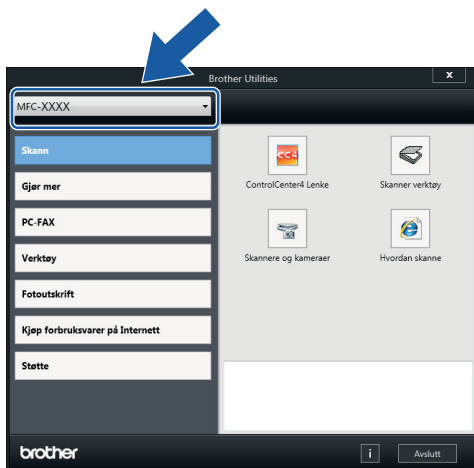 Brother Utilities
x
MFC-XXXX
Skann
Gjør mer
PC-FAX
Verktøy
Fotoutskrift
Kjøp forbruksvarer på Internett
Støtte
CC4
ControlCenter4 Lenke
Skanner verktøy
Skannere og kameraer
Hvordan skanne
brother
i
Avslutt